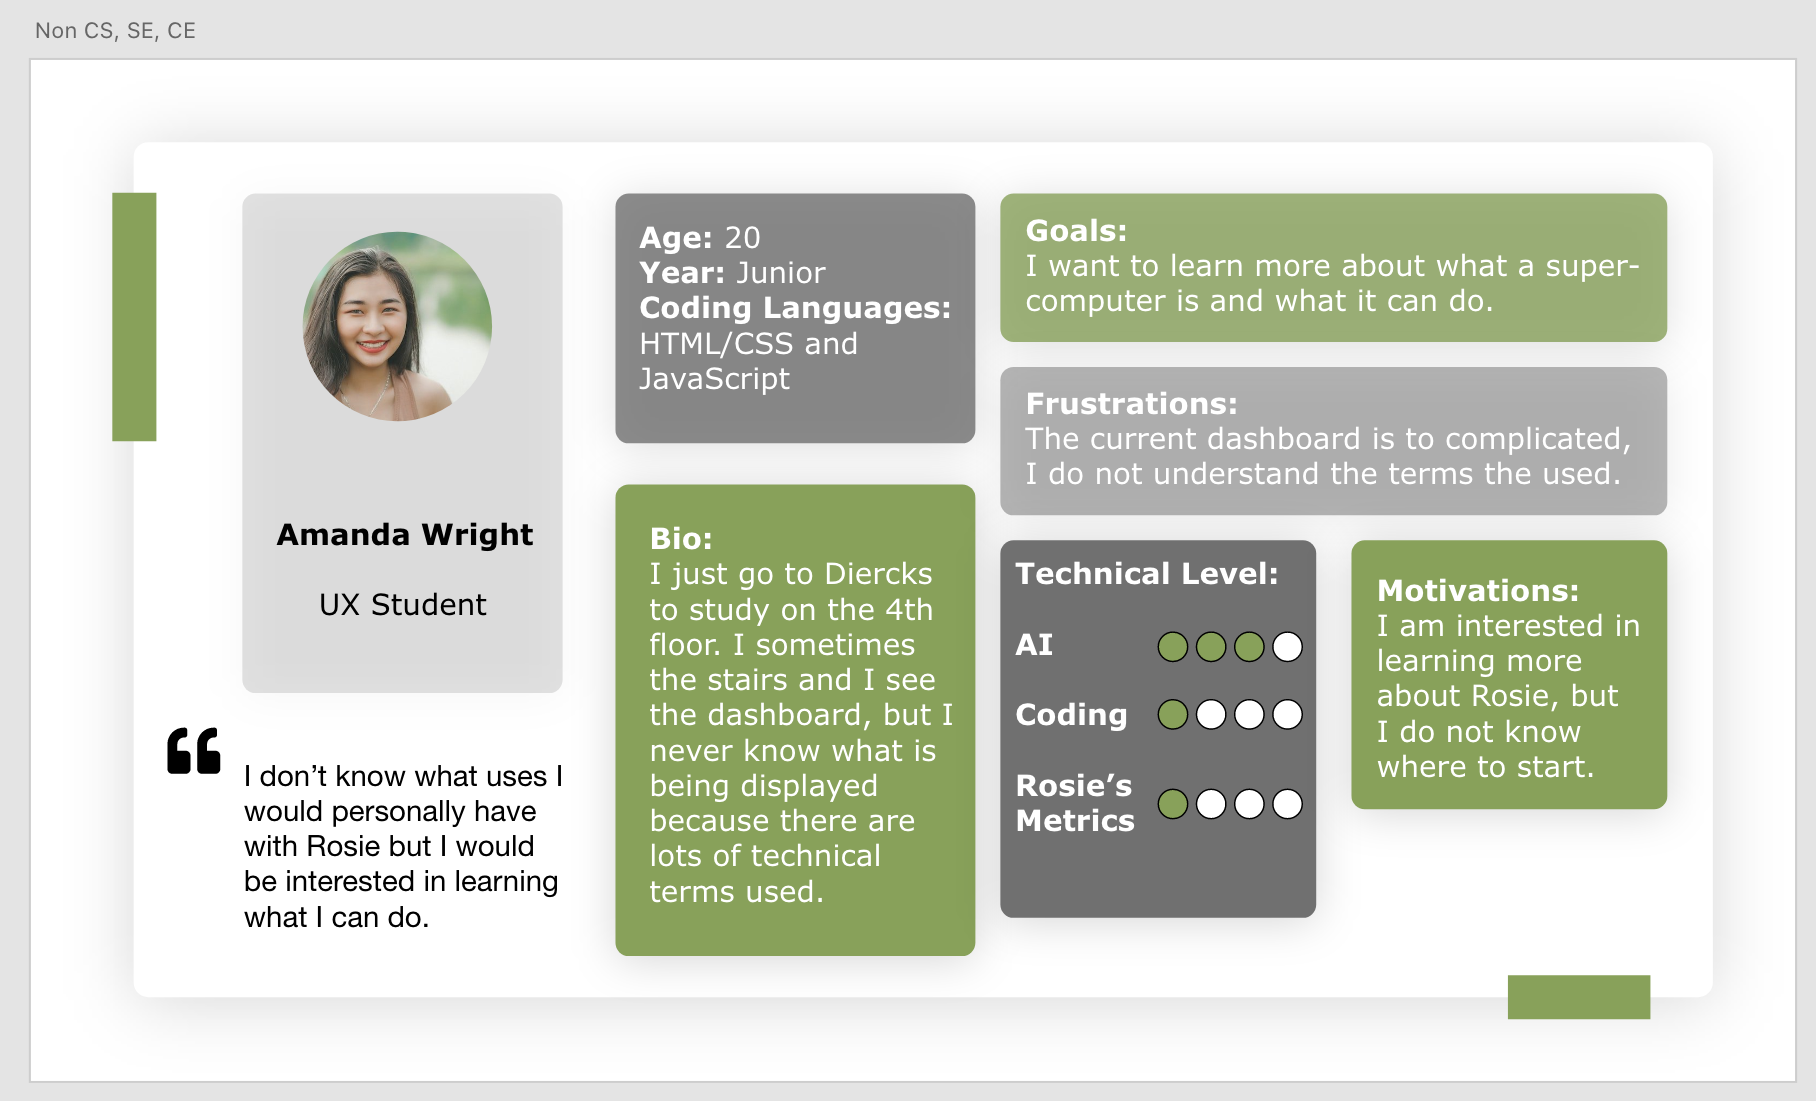 Non CS, SE, CE
Amanda Wright
UX Student
I don’t know what uses I
would personally have
with Rosie but I would
be interested in learning
what I can do.
Age: 20
Year: Junior
Coding Languages:
HTML/CSS and
JavaScript
Bio:
I just go to Diercks
to study on the 4th
floor. I sometimes
the stairs and I see
the dashboard, but I
never know what is
being displayed
because there are
lots of technical
terms used.
Goals:
I want to learn more about what a super-
computer is and what it can do.
Frustrations:
The current dashboard is to complicated,
I do not understand the terms the used.
Technical Level:
AI
Coding
Rosie’s
Metrics
Motivations:
I am interested in
learning more
about Rosie, but
I do not know
where to start.